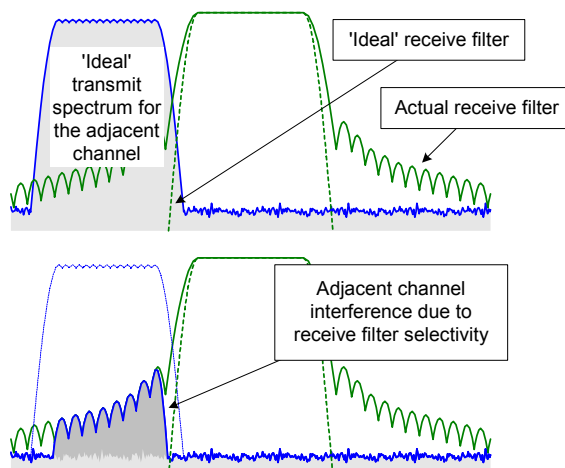 'Ideal'
transmit
spectrum for
the adjacent
channel
'Ideal' receive filter
Actual receive filter
Adjacent channel
interference due to
receive filter selectivity